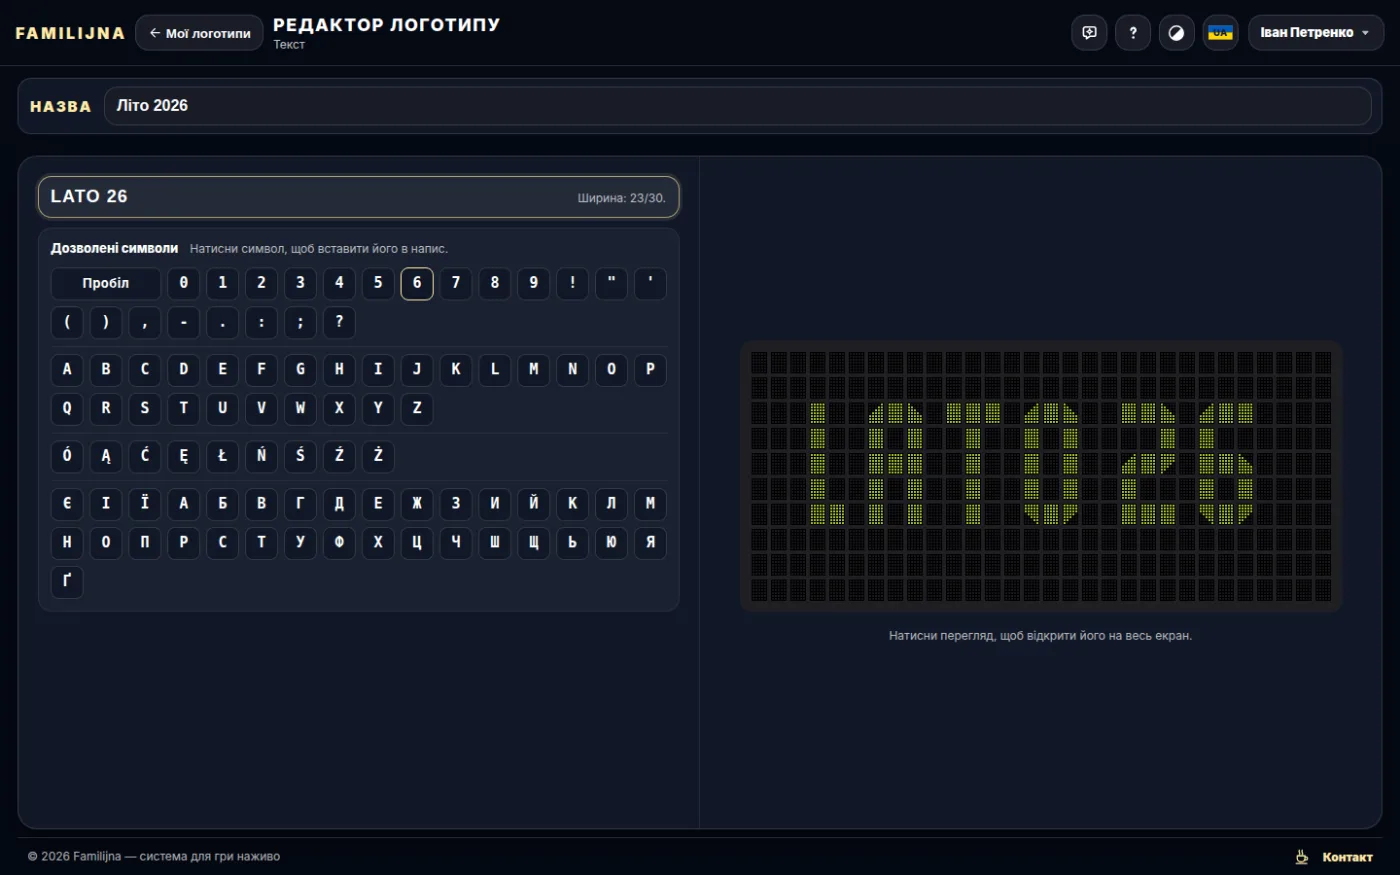 FAMILIJNA
← Мої логотипи
РЕДАКТОР ЛОГОТИПУ
Текст
?
UA
Іван Петренко
НАЗВА
Літо 2026
LATO 26
Ширина: 23/30.
Дозволені символи Натисни символ, щоб вставити його в напис.
Пробіл 0 1 2 3 4 5 6 7 8 9 ! " '
( ) , - . : ; ?
A B C D E F G H I J K L M N O P
Q R S T U V W X Y Z
Ó Ą Ć Ę Ł Ń Ś Ź Ż
Є І Ї А Б В Г Д Е Ж З И Й К Л М
Н О П Р С Т У Ф Х Ц Ч Ш Щ Ь Ю Я
Ґ
LATO 26
Натисни перегляд, щоб відкрити його на весь екран.
© 2026 Familijna — система для гри наживо
Контакт